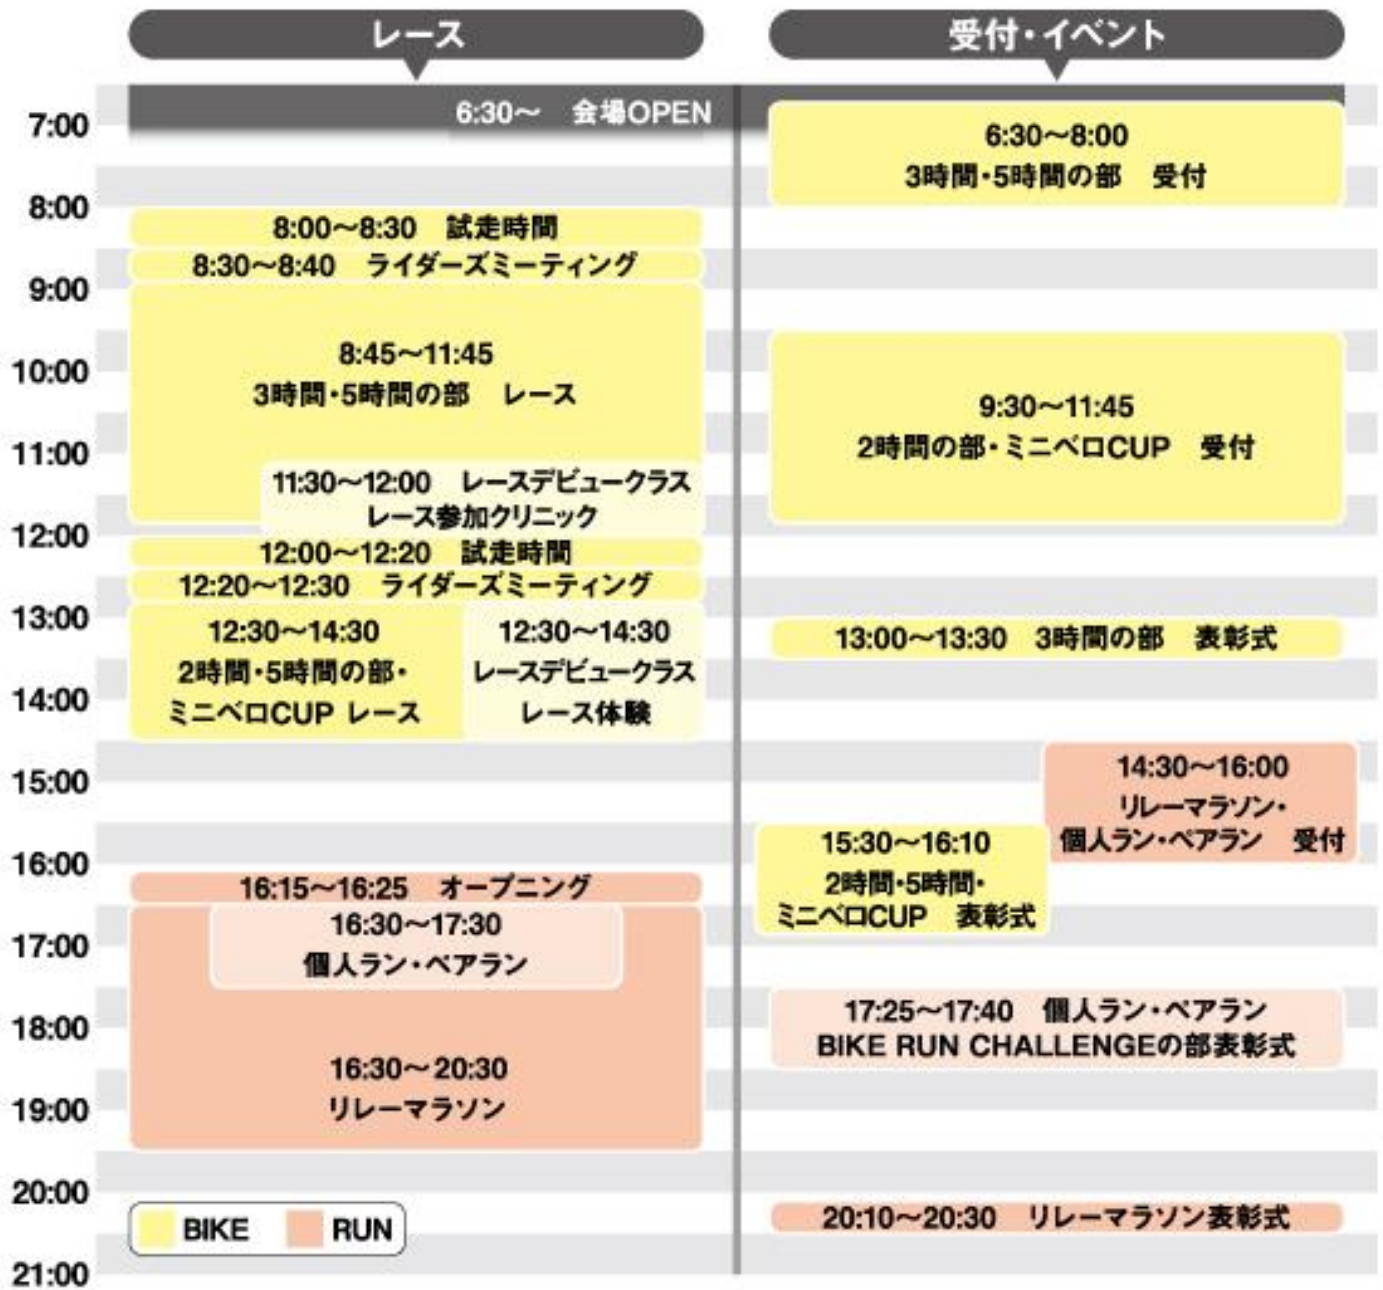 レース
受付・イベント
6:30〜　会場OPEN
7:00
8:00
9:00
10:00
11:00
12:00
13:00
14:00
15:00
16:00
17:00
18:00
19:00
20:00
21:00
8:00〜8:30　試走時間
8:30〜8:40　ライダーズミーティング
8:45〜11:45
3時間・5時間の部　レース
11:30〜12:00　レースデビュークラス
レース参加クリニック
12:00〜12:20　試走時間
12:20〜12:30　ライダーズミーティング
12:30〜14:30
2時間・5時間の部・
ミニベロCUP レース
12:30〜14:30
レースデビュークラス
レース体験
16:15〜16:25　オープニング
16:30〜17:30
個人ラン・ペアラン
16:30〜20:30
リレーマラソン
BIKE
RUN
6:30〜8:00
3時間・5時間の部　受付
9:30〜11:45
2時間の部・ミニベロCUP　受付
13:00〜13:30　3時間の部　表彰式
14:30〜16:00
リレーマラソン・
個人ラン・ペアラン　受付
15:30〜16:10
2時間・5時間・
ミニベロCUP　表彰式
17:25〜17:40　個人ラン・ペアラン
BIKE RUN CHALLENGEの部表彰式
20:10〜20:30　リレーマラソン表彰式